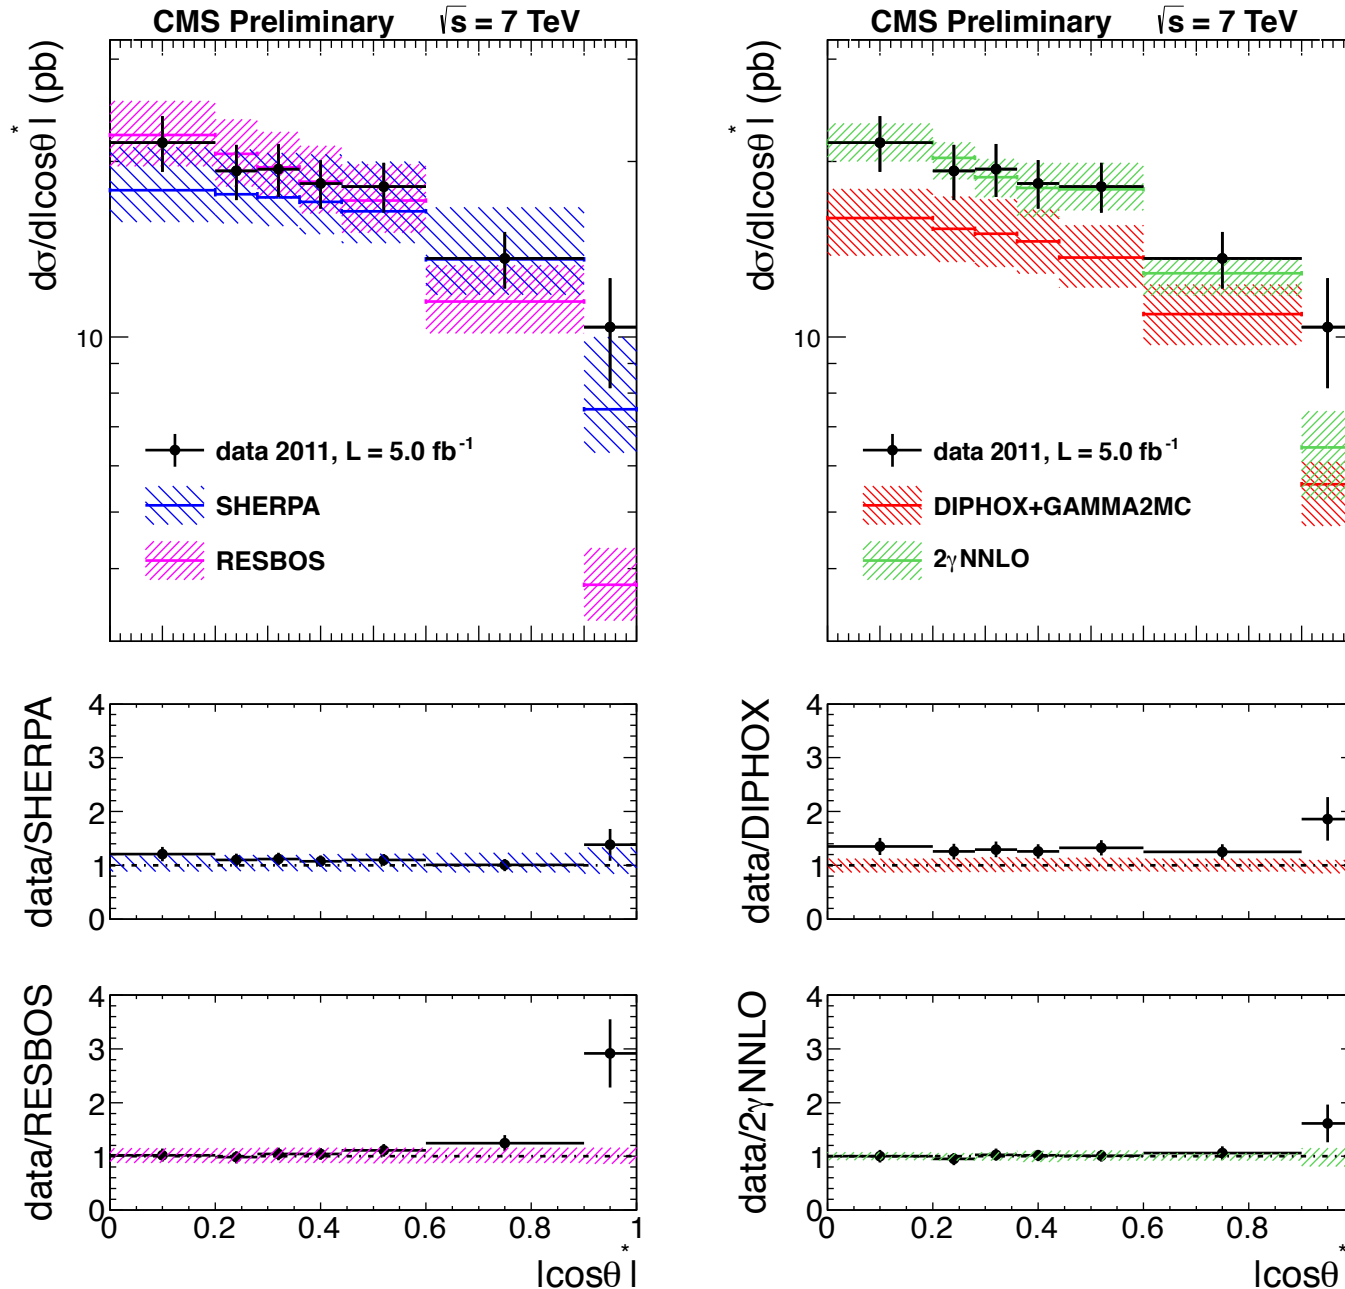 CMS Preliminary √s = 7 TeV
dσ/d|cosθ*| (pb)
10
data 2011, L = 5.0 fb⁻¹
SHERPA
RESBOS
data/SHERPA
4
3
2
1
0
data/RESBOS
4
3
2
1
0
0 0.2 0.4 0.6 0.8 1
|cosθ*|
CMS Preliminary √s = 7 TeV
dσ/d|cosθ*| (pb)
10
data 2011, L = 5.0 fb⁻¹
DIPHOX+GAMMA2MC
2γNNLO
data/DIPHOX
4
3
2
1
0
data/2γNNLO
4
3
2
1
0
0 0.2 0.4 0.6 0.8
|cosθ*